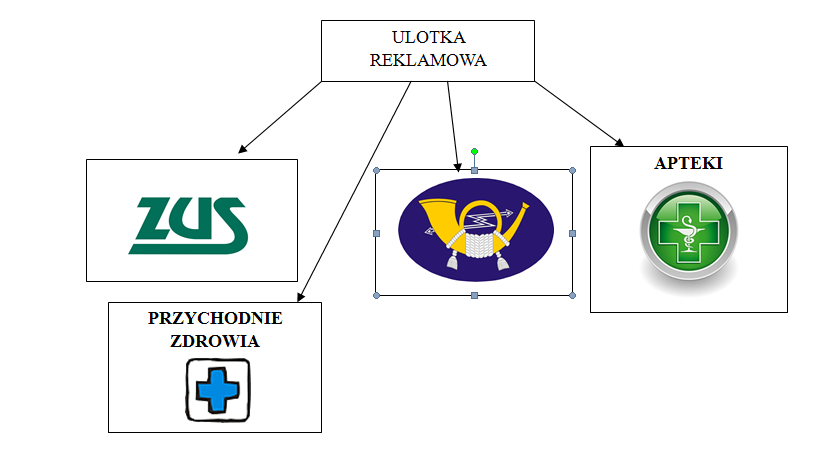 ULOTKA
REKLAMOWA
ZUS
APTEKI
PRZYCHODNIE
ZDROWIA